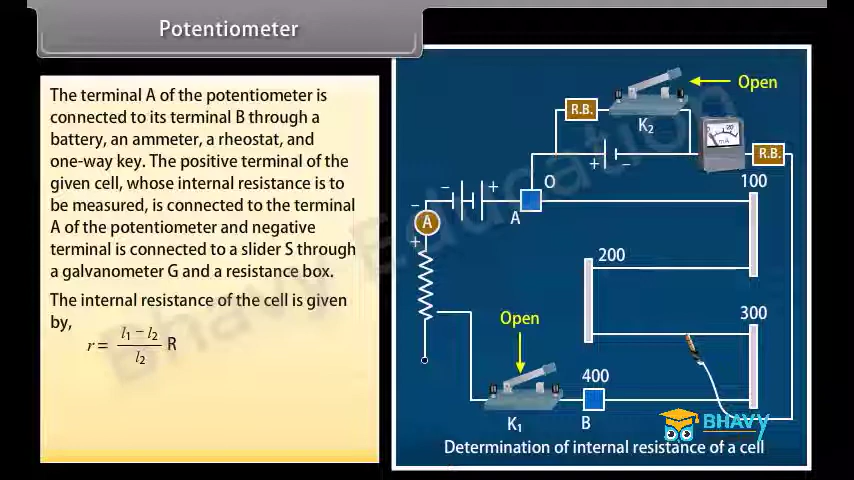 Potentiometer
The terminal A of the potentiometer is
connected to its terminal B through a
battery, an ammeter, a rheostat, and
one-way key. The positive terminal of the
given cell, whose internal resistance is to
be measured, is connected to the terminal
A of the potentiometer and negative
terminal is connected to a slider S through
a galvanometer G and a resistance box.
The internal resistance of the cell is given
by,
r = (l₁ − l₂) / l₂ R
Open
R.B.
K₂
mA
R.B.
+ −
O
100
− +
A
−
A
+
200
300
Open
400
K₁
B
BHAVY
Determination of internal resistance of a cell
Bhavy Education